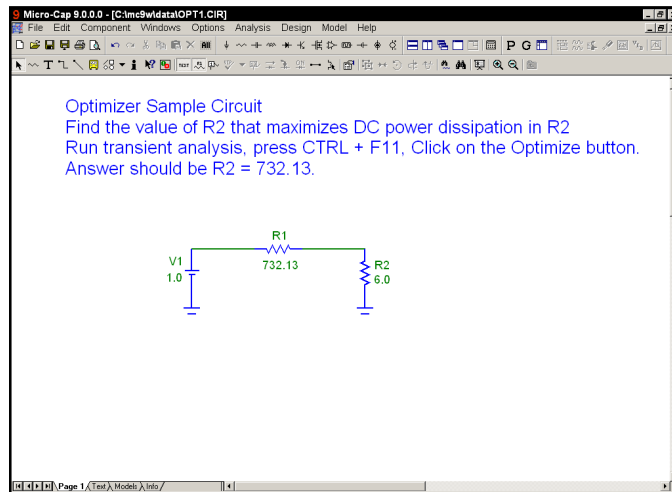 9 Micro-Cap 9.0.0.0 - [C:\mc9w\data\OPT1.CIR]
File Edit Component Windows Options Analysis Design Model Help
Optimizer Sample Circuit
Find the value of R2 that maximizes DC power dissipation in R2
Run transient analysis, press CTRL + F11, Click on the Optimize button.
Answer should be R2 = 732.13.
R1
V1
732.13
R2
1.0
6.0
Page 1 Text Models Info